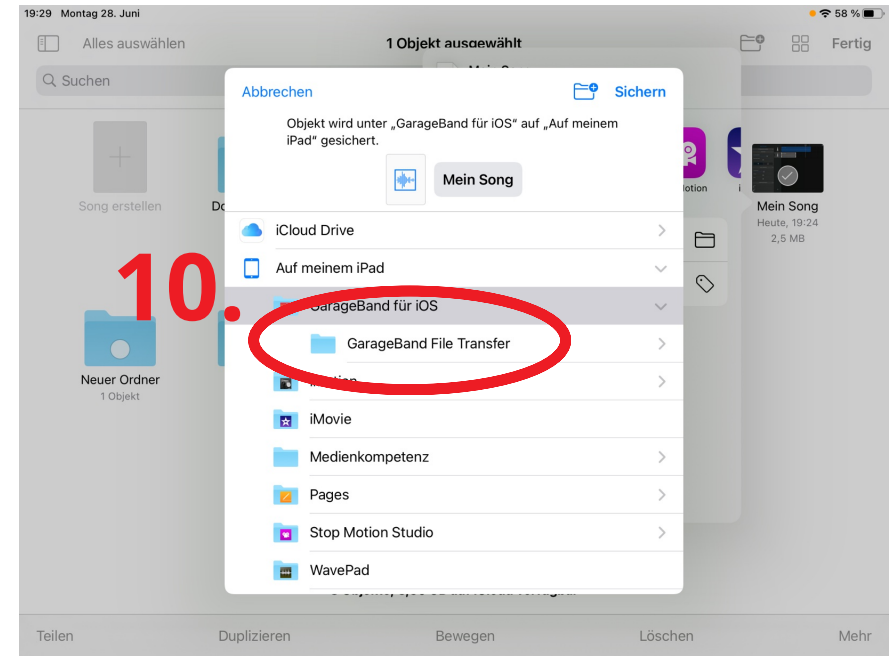 19:29 Montag 28. Juni
58 %
Alles auswählen
1 Objekt ausgewählt
Fertig
Suchen
Abbrechen
Sichern
Objekt wird unter „GarageBand für iOS“ auf „Auf meinem
iPad“ gesichert.
Mein Song
iCloud Drive
Auf meinem iPad
GarageBand für iOS
GarageBand File Transfer
iMovie
Medienkompetenz
Pages
Stop Motion Studio
WavePad
10.
Song erstellen
Neuer Ordner
1 Objekt
Mein Song
Heute, 19:24
2,5 MB
Teilen
Duplizieren
Bewegen
Löschen
Mehr